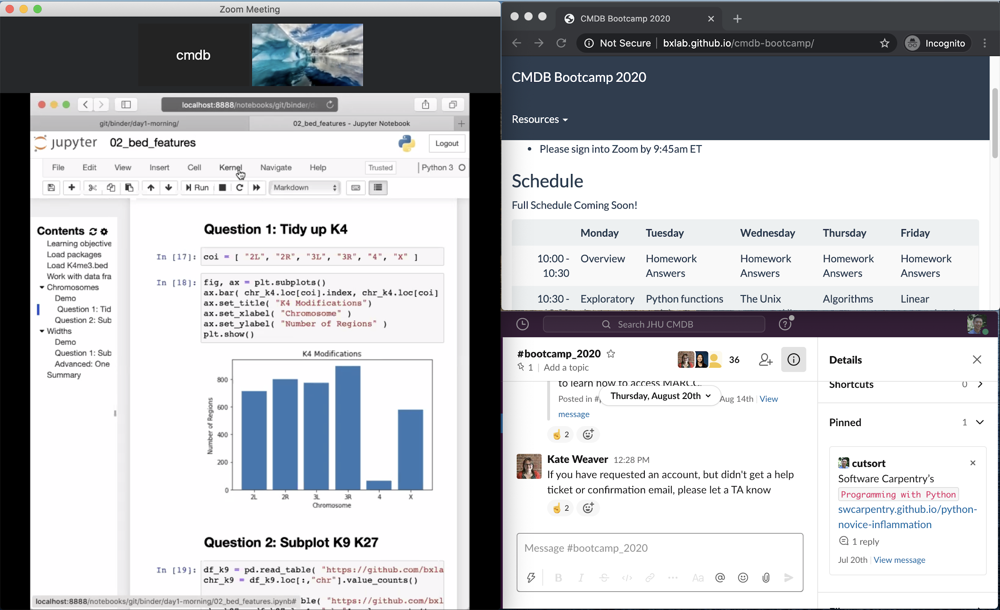 Zoom Meeting
cmdb
localhost:8888/notebooks/git/binder/d
git/binder/day1-morning/
02_bed_features - Jupyter Notebook
jupyter 02_bed_features
Logout
File Edit View Insert Cell Kernel Navigate Help
Trusted
Python 3
Run
Markdown
Contents
Learning objective
Load packages
Load K4me3.bed
Work with data fra
Chromosomes
Demo
Question 1: Tid
Question 2: Sub
Widths
Demo
Question 1: Sub
Advanced: One
Summary
Question 1: Tidy up K4
In [17]: coi = [ "2L", "2R", "3L", "3R", "4", "X" ]
In [18]: fig, ax = plt.subplots()
ax.bar( chr_k4.loc[coi].index, chr_k4.loc[coi]
ax.set_title( "K4 Modifications")
ax.set_xlabel( "Chromosome" )
ax.set_ylabel( "Number of Regions" )
plt.show()
K4 Modifications
Number of Regions
800
600
400
200
0
2L 2R 3L 3R 4 X
Chromosome
Question 2: Subplot K9 K27
In [19]: df_k9 = pd.read_table( "https://github.com/bxla
chr_k9 = df_k9.loc[:,"chr"].value_counts()
ble( "https://github.com/bxl
localhost:8888/notebooks/git/binder/day1-morning/02_bed_features.ipynb#
CMDB Bootcamp 2020
Not Secure | bxlab.github.io/cmdb-bootcamp/
Incognito
CMDB Bootcamp 2020
Resources
• Please sign into Zoom by 9:45am ET
Schedule
Full Schedule Coming Soon!
Monday Tuesday Wednesday Thursday Friday
10:00 - Overview Homework Homework Homework Homework
10:30 Answers Answers Answers Answers
10:30 - Exploratory Python functions The Unix Algorithms Linear
Search JHU CMDB
#bootcamp_2020
36
1 | Add a topic
to learn how to access MARCC.
Thursday, August 20th
Posted in #
Aug 14th | View
message
2
Kate Weaver 12:28 PM
If you have requested an account, but didn't get a help
ticket or confirmation email, please let a TA know
2
Message #bootcamp_2020
Aa
Details
Shortcuts 0
Pinned 1
cutsort
Software Carpentry’s
Programming with Python
swcarpentry.github.io/python-
novice-inflammation
1 reply
Jul 20th | View message